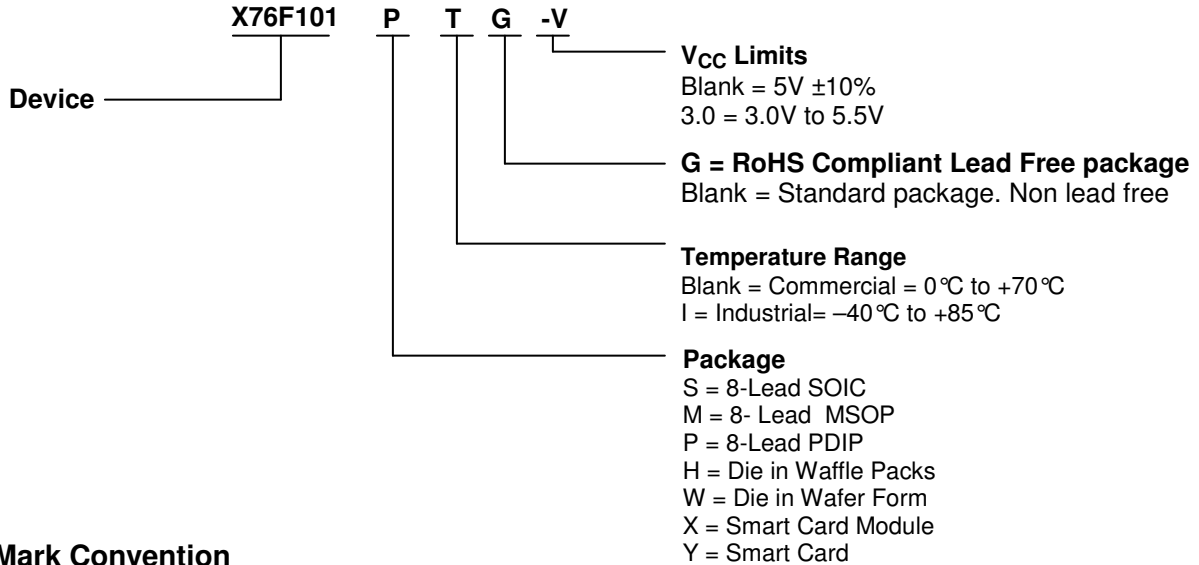 X76F101 P T G -V
Device
VCC Limits
Blank = 5V ±10%
3.0 = 3.0V to 5.5V
G = RoHS Compliant Lead Free package
Blank = Standard package. Non lead free
Temperature Range
Blank = Commercial = 0°C to +70°C
I = Industrial= –40°C to +85°C
Package
S = 8-Lead SOIC
M = 8- Lead MSOP
P = 8-Lead PDIP
H = Die in Waffle Packs
W = Die in Wafer Form
X = Smart Card Module
Y = Smart Card
Mark Convention